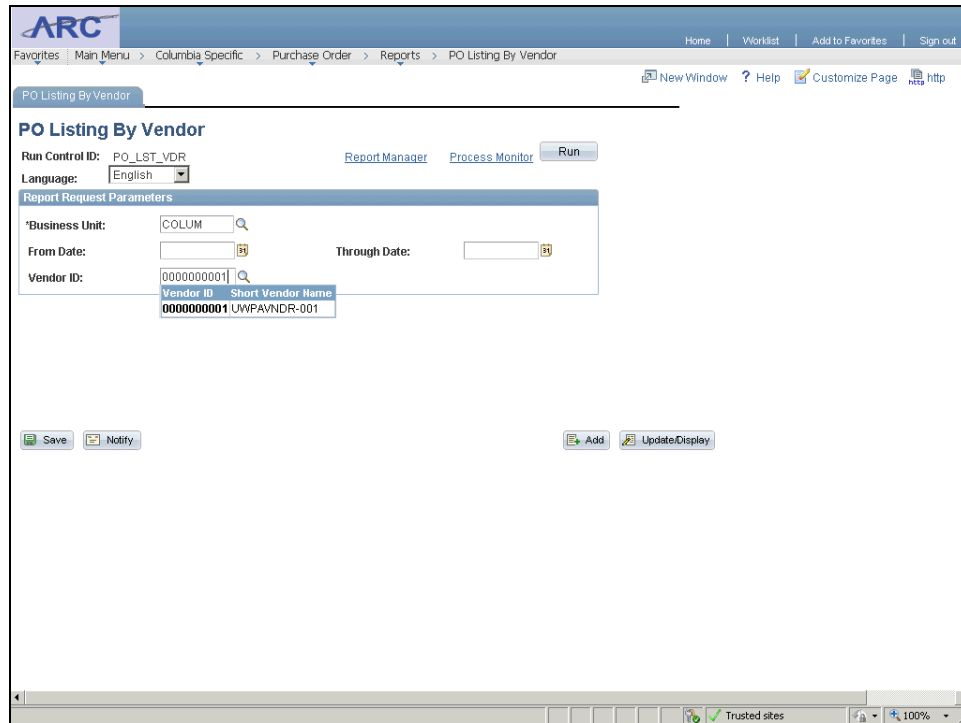 ARC
Home | Worklist | Add to Favorites | Sign out
Favorites Main Menu > Columbia Specific > Purchase Order > Reports > PO Listing By Vendor
New Window ? Help Customize Page http
PO Listing By Vendor
PO Listing By Vendor
Run Control ID: PO_LST_VDR Report Manager Process Monitor Run
Language: English
Report Request Parameters
*Business Unit: COLUM
From Date: Through Date:
Vendor ID: 0000000001
Vendor ID Short Vendor Name
0000000001 UWPAVNDR-001
Save Notify Add Update/Display
Trusted sites 100%